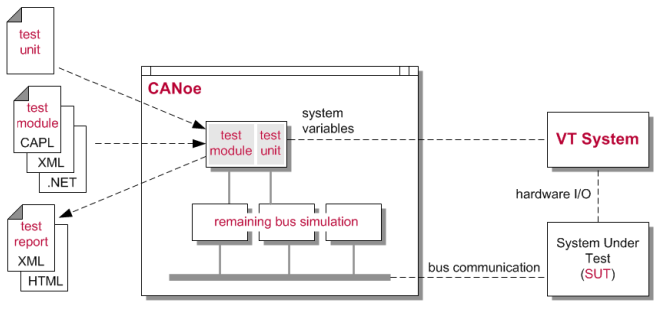 test
unit
test
module
CAPL
XML
.NET
test
report
XML
HTML
CANoe
test
module
test
unit
system
variables
remaining bus simulation
bus communication
VT System
hardware I/O
System Under
Test
(SUT)